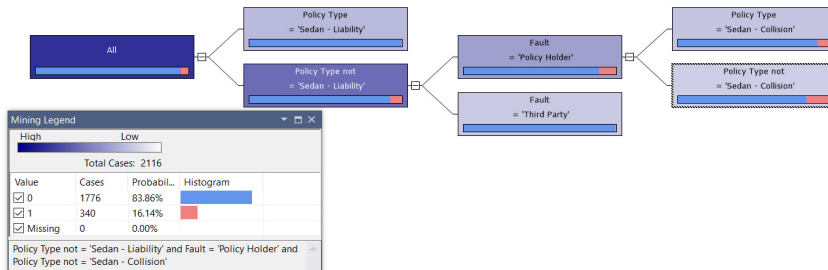 All
Policy Type
= 'Sedan - Liability'
Policy Type not
= 'Sedan - Liability'
Fault
= 'Policy Holder'
Fault
= 'Third Party'
Policy Type
= 'Sedan - Collision'
Policy Type not
= 'Sedan - Collision'
Mining Legend
High Low
Total Cases: 2116
Value Cases Probabil... Histogram
0 1776 83.86%
1 340 16.14%
Missing 0 0.00%
Policy Type not = 'Sedan - Liability' and Fault = 'Policy Holder' and
Policy Type not = 'Sedan - Collision'